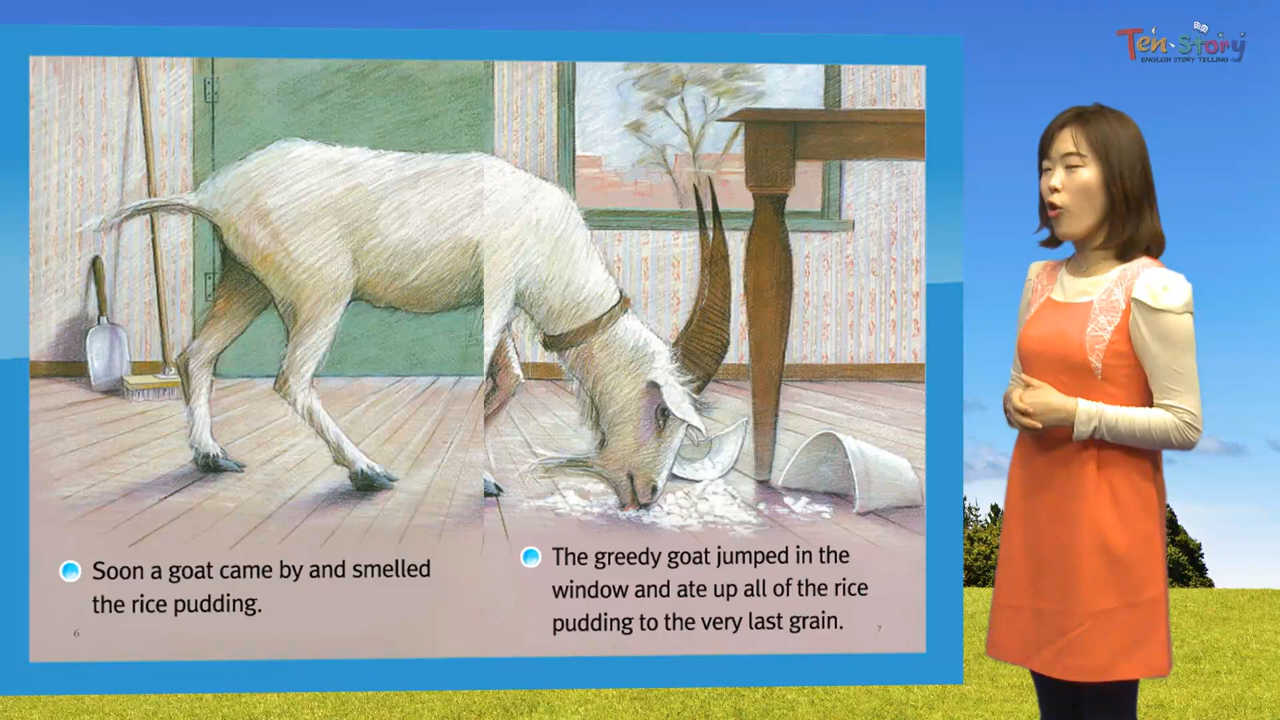 Ten Story
ENGLISH STORY TELLING
Soon a goat came by and smelled
the rice pudding.
6
The greedy goat jumped in the
window and ate up all of the rice
pudding to the very last grain.
7